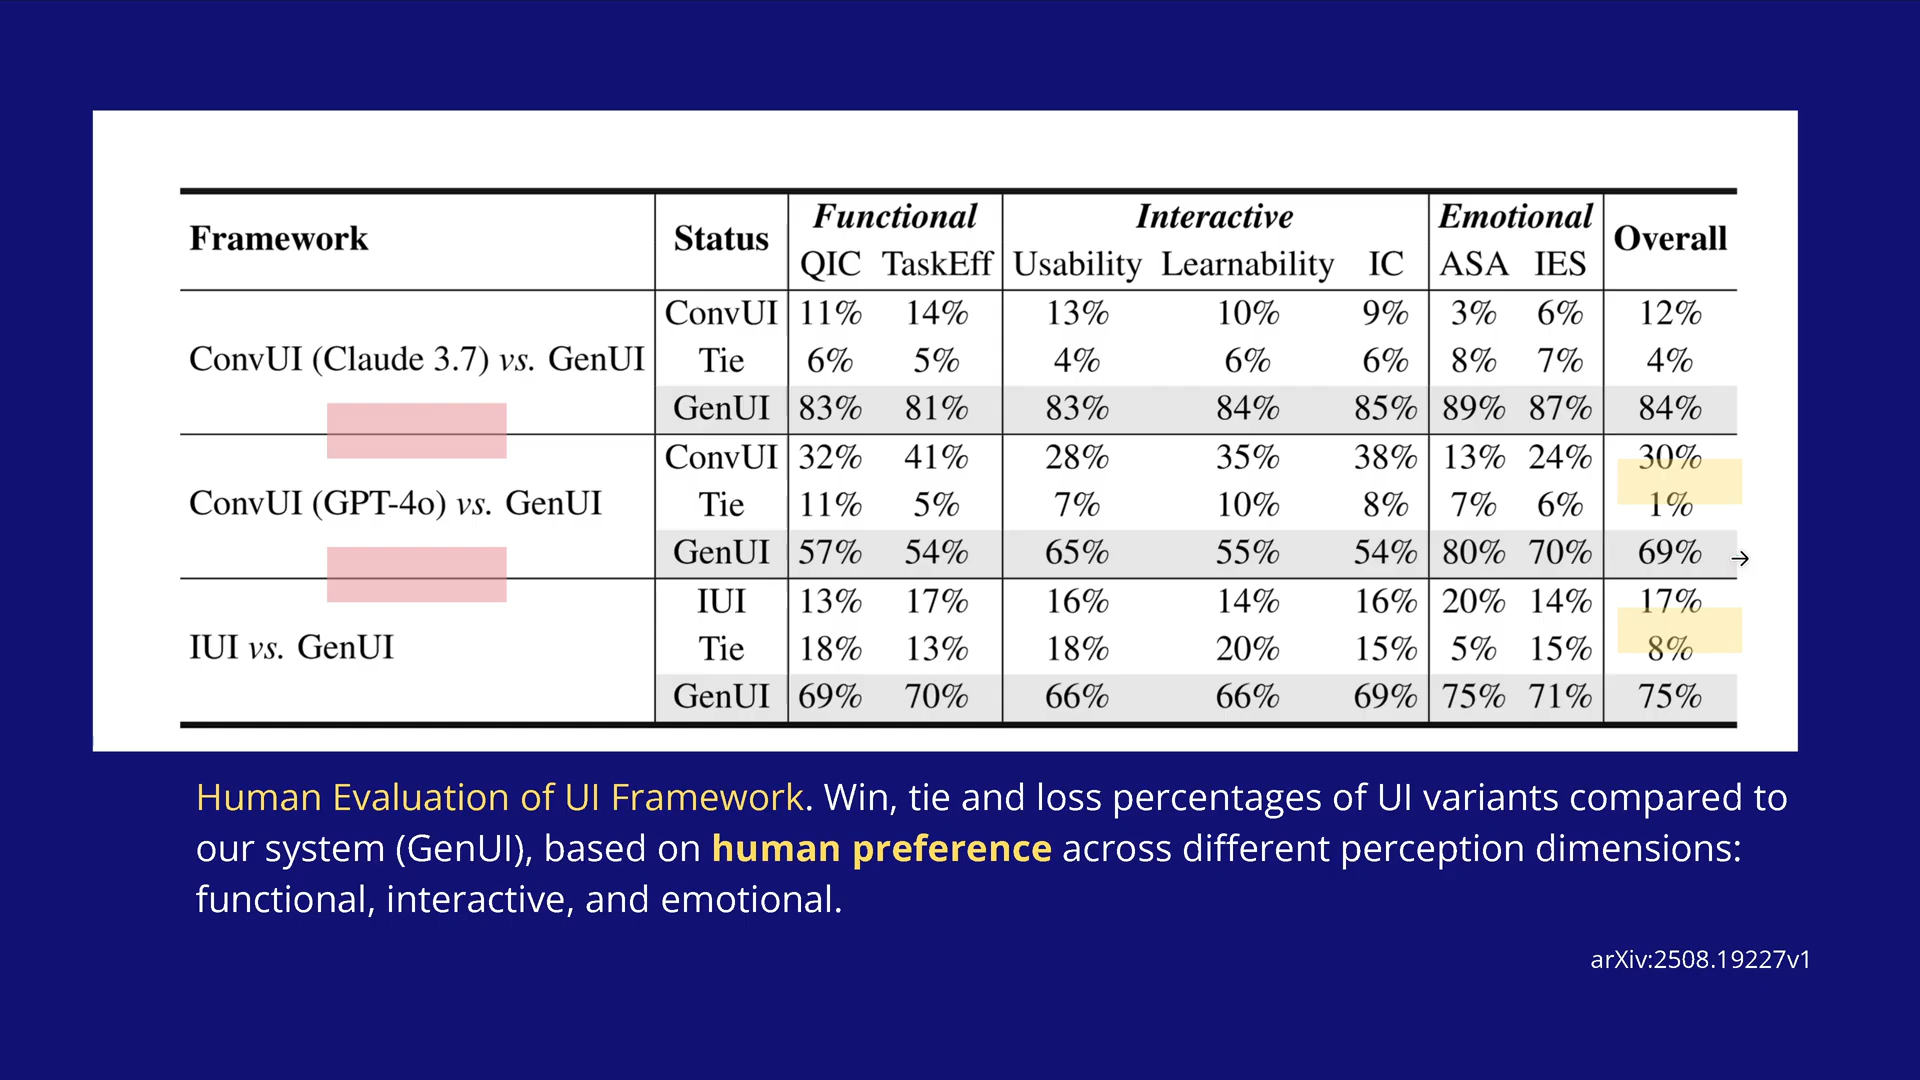 Framework Status Functional Interactive Emotional Overall
QIC TaskEff Usability Learnability IC ASA IES
ConvUI (Claude 3.7) vs. GenUI
ConvUI 11% 14% 13% 10% 9% 3% 6% 12%
Tie 6% 5% 4% 6% 6% 8% 7% 4%
GenUI 83% 81% 83% 84% 85% 89% 87% 84%
ConvUI (GPT-4o) vs. GenUI
ConvUI 32% 41% 28% 35% 38% 13% 24% 30%
Tie 11% 5% 7% 10% 8% 7% 6% 1%
GenUI 57% 54% 65% 55% 54% 80% 70% 69%
IUI vs. GenUI
IUI 13% 17% 16% 14% 16% 20% 14% 17%
Tie 18% 13% 18% 20% 15% 5% 15% 8%
GenUI 69% 70% 66% 66% 69% 75% 71% 75%
Human Evaluation of UI Framework. Win, tie and loss percentages of UI variants compared to
our system (GenUI), based on human preference across different perception dimensions:
functional, interactive, and emotional.
arXiv:2508.19227v1